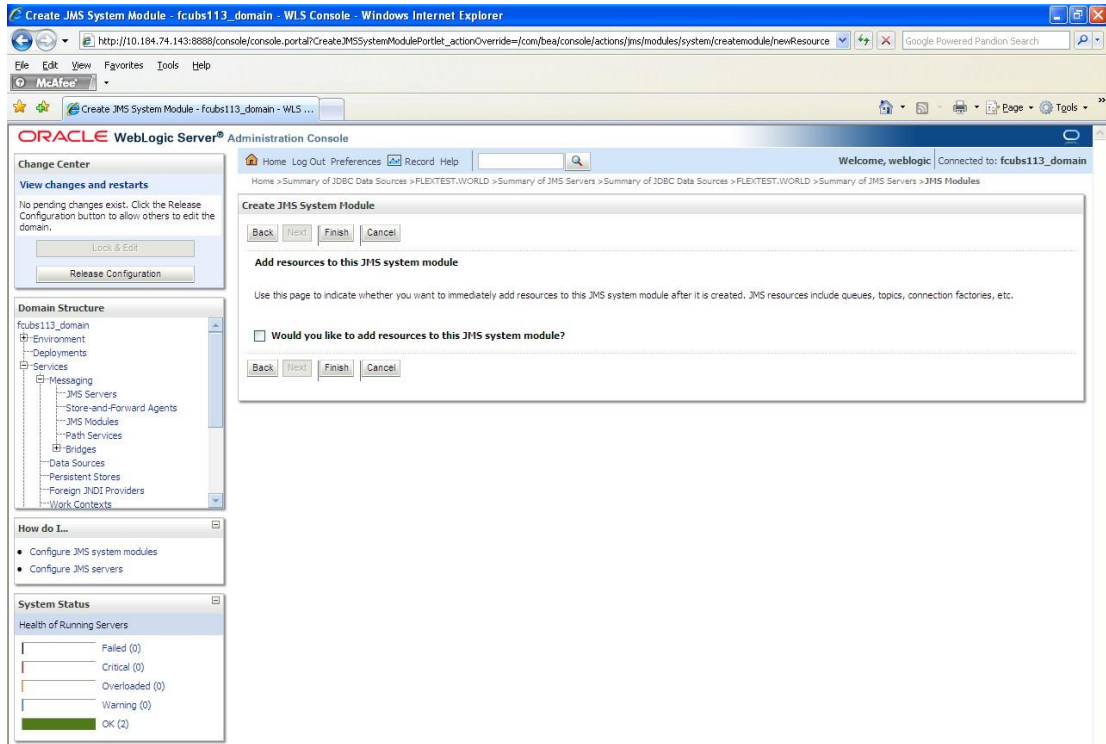 Create JMS System Module - fcubs113_domain - WLS Console - Windows Internet Explorer
http://10.184.74.143:8888/console/console.portal?CreateJMSSystemModulePortlet_actionOverride=/com/bea/console/actions/jms/modules/system/createmodule/newResource
Google Powered Pandion Search
File Edit View Favorites Tools Help
McAfee
Create JMS System Module - fcubs113_domain - WLS ...
Page Tools »
ORACLE WebLogic Server® Administration Console
Change Center
View changes and restarts
No pending changes exist. Click the Release
Configuration button to allow others to edit the
domain.
Lock & Edit
Release Configuration
Domain Structure
fcubs113_domain
Environment
Deployments
Services
Messaging
JMS Servers
Store-and-Forward Agents
JMS Modules
Path Services
Bridges
Data Sources
Persistent Stores
Foreign JNDI Providers
Work Contexts
How do I...
Configure JMS system modules
Configure JMS servers
System Status
Health of Running Servers
Failed (0)
Critical (0)
Overloaded (0)
Warning (0)
OK (2)
Home Log Out Preferences Record Help
Welcome, weblogic Connected to: fcubs113_domain
Home >Summary of JDBC Data Sources >FLEXTEST.WORLD >Summary of JMS Servers >Summary of JDBC Data Sources >FLEXTEST.WORLD >Summary of JMS Servers >JMS Modules
Create JMS System Module
Back Next Finish Cancel
Add resources to this JMS system module
Use this page to indicate whether you want to immediately add resources to this JMS system module after it is created. JMS resources include queues, topics, connection factories, etc.
Would you like to add resources to this JMS system module?
Back Next Finish Cancel